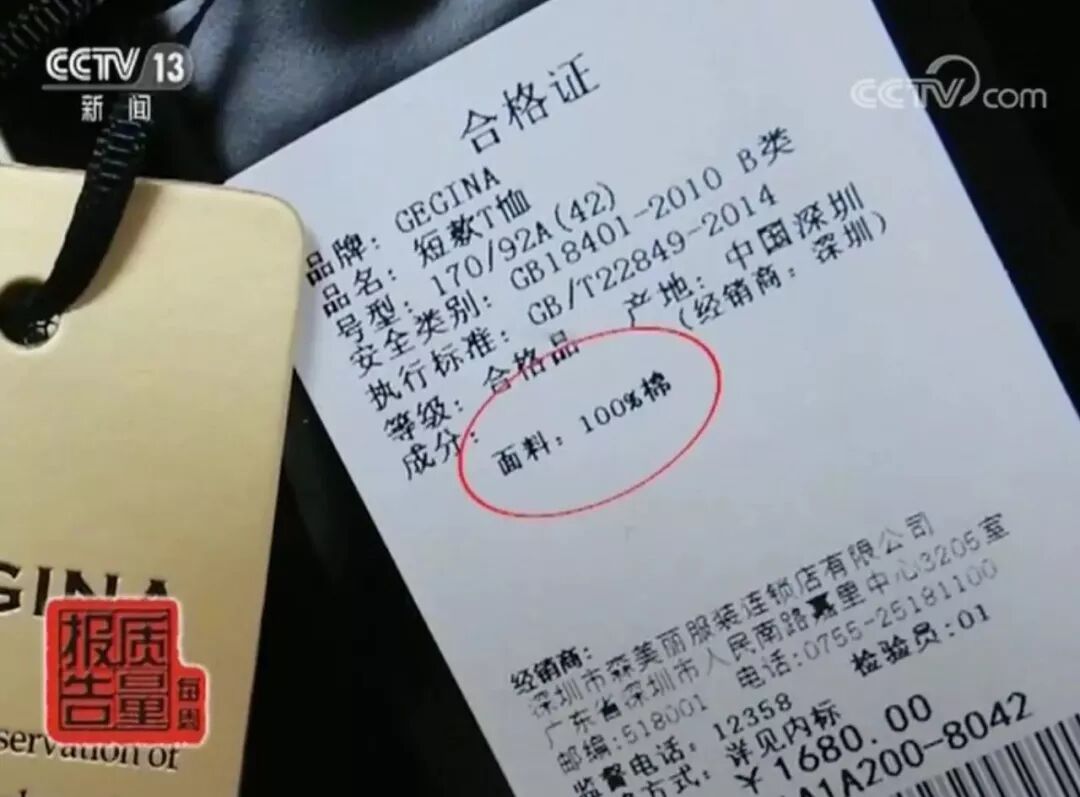 CCTV 13
新闻
CCTV.com
合格证
品牌: GEGINA
品名: 短款T恤
号型: 170/92A(42)
安全类别: GB18401-2010 B类
执行标准: GB/T22849-2014
等级: 合格品 产地: 中国深圳
(经销商: 深圳)
成分:
面料: 100%棉
经销商:
深圳市森美丽服装连锁店有限公司
广东省深圳市人民南路嘉里中心3205室
邮编:518001 电话:0755-25181100
监督电话: 12358 检验员:01
方式: 详见内标
¥1680.00
A1A200-8042
GINA
servation of
每周
质量
报告